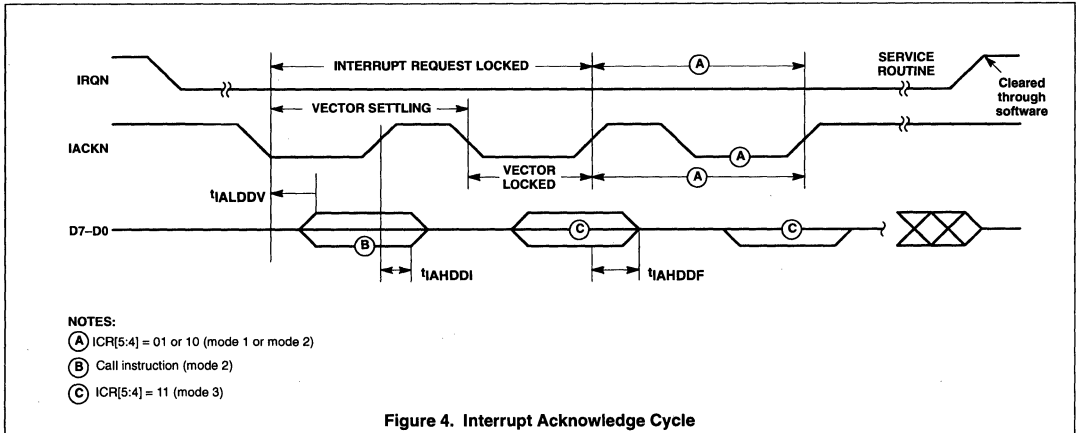 IRQN
INTERRUPT REQUEST LOCKED
A
SERVICE
ROUTINE
Cleared
through
software
VECTOR SETTLING
IACKN
A
VECTOR
LOCKED
A
tIALDDV
D7–D0
B
C
C
tIAHDDI
tIAHDDF
NOTES:
A ICR[5:4] = 01 or 10 (mode 1 or mode 2)
B Call instruction (mode 2)
C ICR[5:4] = 11 (mode 3)
Figure 4. Interrupt Acknowledge Cycle